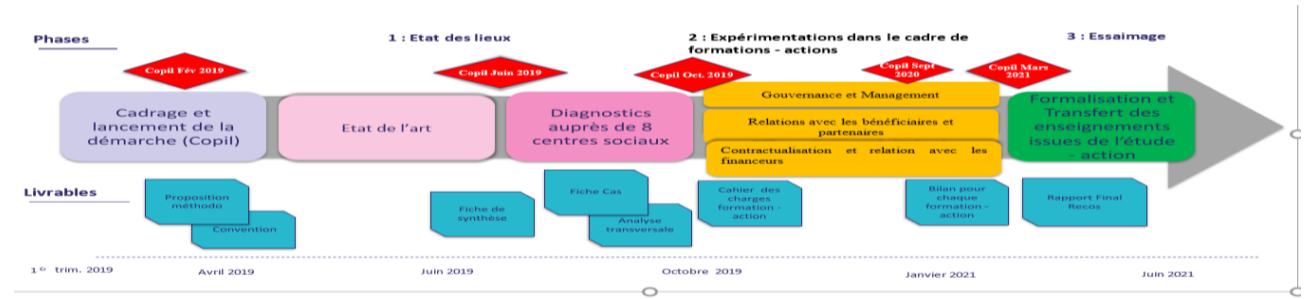 Phases
1 : Etat des lieux
2 : Expérimentations dans le cadre de
formations - actions
3 : Essaimage
Copil Fév 2019
Copil Juin 2019
Copil Oct. 2019
Copil Sept
2020
Copil Mars
2021
Cadrage et
lancement de la
démarche (Copil)
Etat de l’art
Diagnostics
auprès de 8
centres sociaux
Gouvernance et Management
Relations avec les bénéficiaires et
partenaires
Contractualisation et relation avec les
financeurs
Formalisation et
Transfert des
enseignements
issues de l’étude
- action
Livrables
Proposition
méthodo
Convention
Fiche de
synthèse
Fiche Cas
Analyse
transversale
Cahier des
charges
formation -
action
Bilan pour
chaque
formation -
action
Rapport Final
Recos
1er trim. 2019
Avril 2019
Juin 2019
Octobre 2019
Janvier 2021
Juin 2021